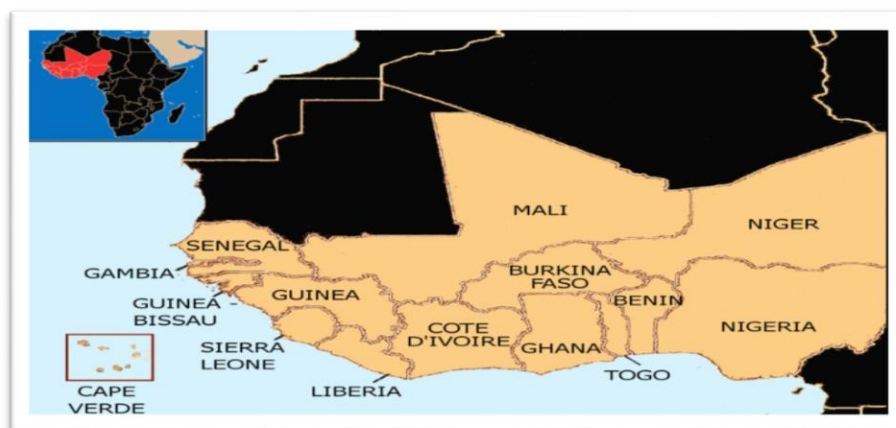 MALI
NIGER
SENEGAL
GAMBIA
BURKINA
FASO
GUINEA
BENIN
GUINEA
BISSAU
NIGERIA
COTE
D'IVOIRE
SIERRA
LEONE
GHANA
TOGO
LIBERIA
CAPE
VERDE